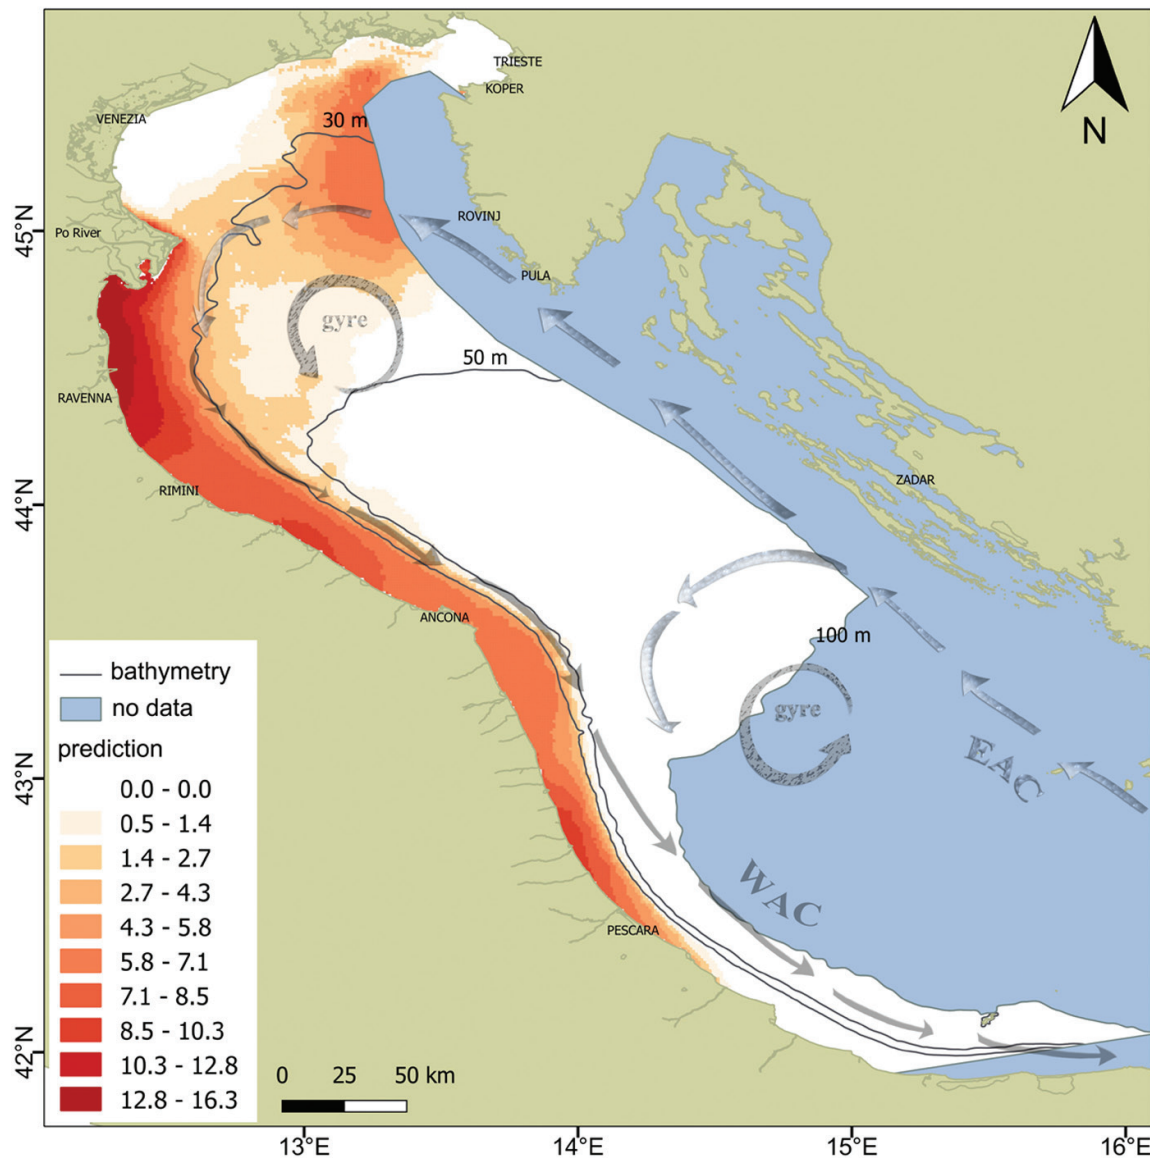 TRIESTE
KOPER
VENEZIA
30 m
N
45°N
Po River
ROVINJ
PULA
gyre
50 m
RAVENNA
RIMINI
ZADAR
44°N
ANCONA
100 m
bathymetry
no data
gyre
prediction
EAC
43°N
0.0 - 0.0
0.5 - 1.4
1.4 - 2.7
2.7 - 4.3
4.3 - 5.8
5.8 - 7.1
7.1 - 8.5
8.5 - 10.3
10.3 - 12.8
12.8 - 16.3
WAC
PESCARA
42°N
0 25 50 km
13°E 14°E 15°E 16°E